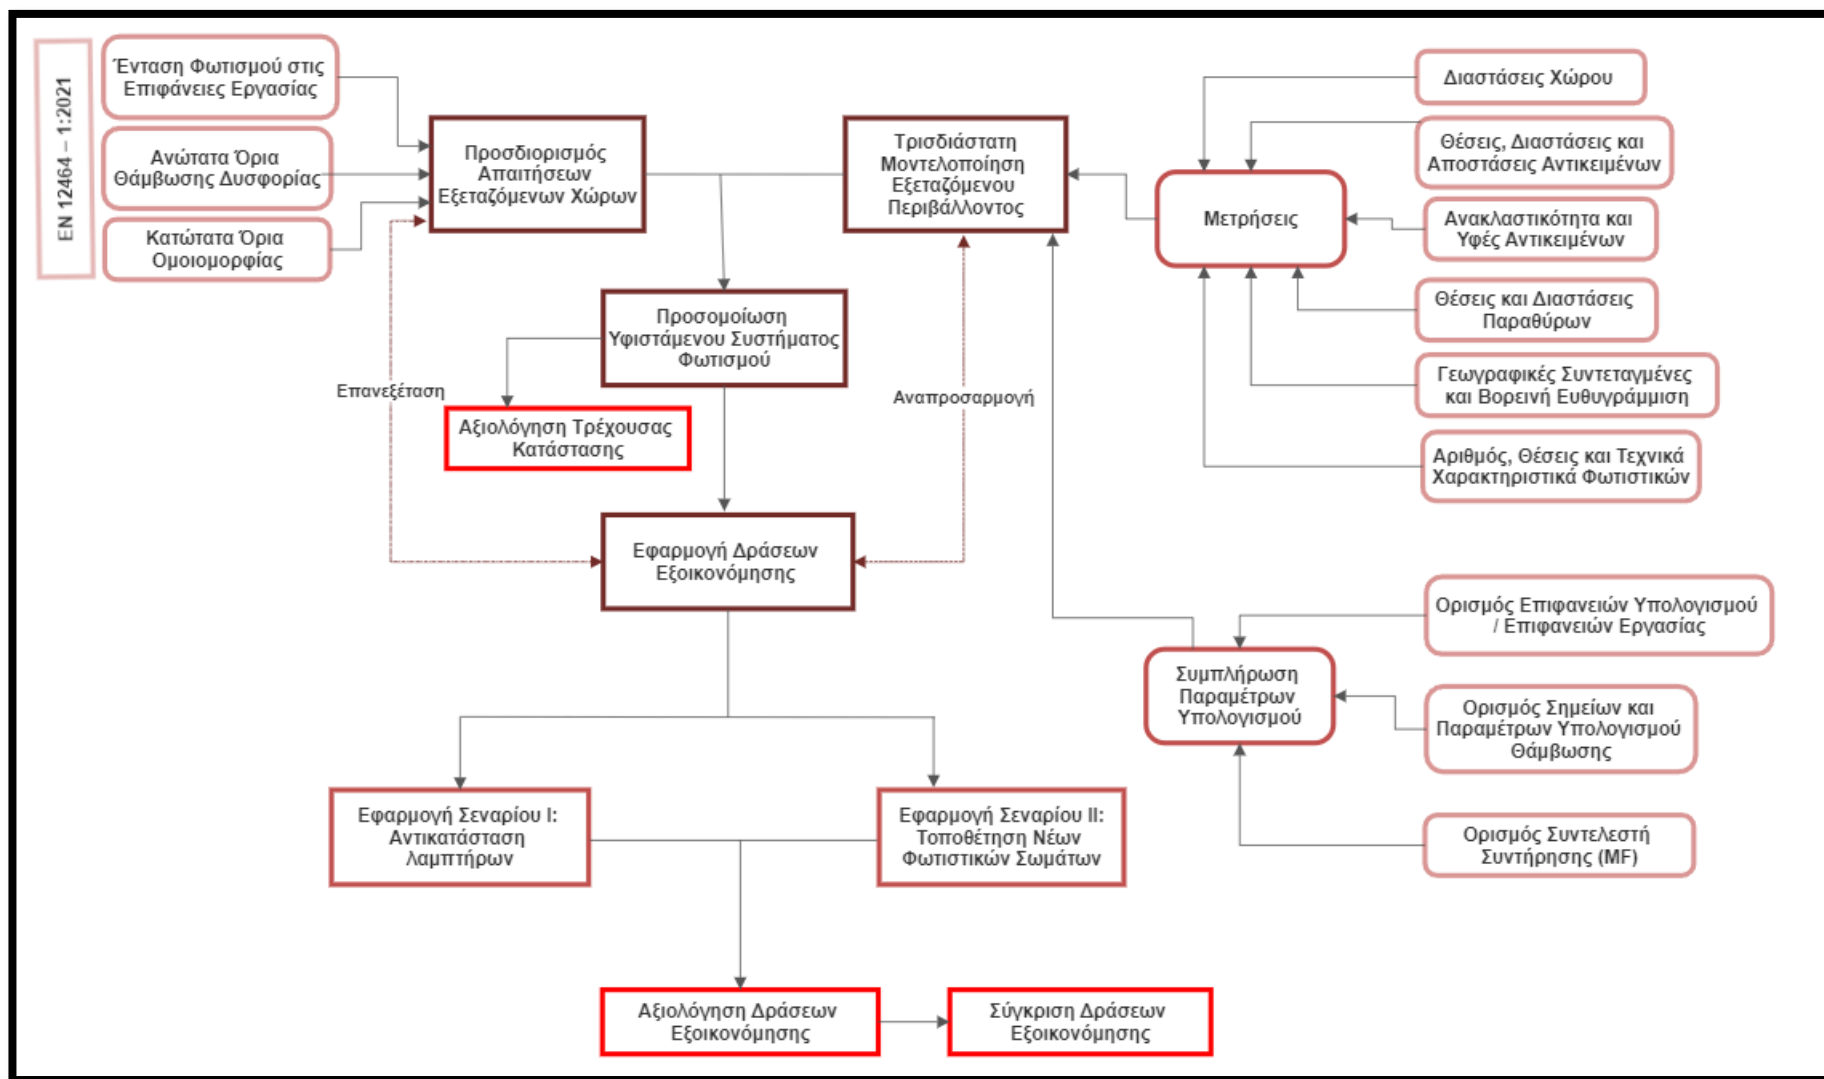 EN 12464 – 1:2021
Ένταση Φωτισμού στις
Επιφάνειες Εργασίας
Ανώτατα Όρια
Θάμβωσης Δυσφορίας
Κατώτατα Όρια
Ομοιομορφίας
Προσδιορισμός
Απαιτήσεων
Εξεταζόμενων Χώρων
Τρισδιάστατη
Μοντελοποίηση
Εξεταζόμενου
Περιβάλλοντος
Μετρήσεις
Διαστάσεις Χώρου
Θέσεις, Διαστάσεις και
Αποστάσεις Αντικειμένων
Ανακλαστικότητα και
Υφές Αντικειμένων
Θέσεις και Διαστάσεις
Παραθύρων
Γεωγραφικές Συντεταγμένες
και Βορεινή Ευθυγράμμιση
Αριθμός, Θέσεις και Τεχνικά
Χαρακτηριστικά Φωτιστικών
Προσομοίωση
Υφιστάμενου Συστήματος
Φωτισμού
Επανεξέταση
Αναπροσαρμογή
Αξιολόγηση Τρέχουσας
Κατάστασης
Εφαρμογή Δράσεων
Εξοικονόμησης
Ορισμός Επιφανειών Υπολογισμού
/ Επιφανειών Εργασίας
Συμπλήρωση
Παραμέτρων
Υπολογισμού
Ορισμός Σημείων και
Παραμέτρων Υπολογισμού
Θάμβωσης
Ορισμός Συντελεστή
Συντήρησης (MF)
Εφαρμογή Σεναρίου Ι:
Αντικατάσταση
Λαμπτήρων
Εφαρμογή Σεναρίου ΙΙ:
Τοποθέτηση Νέων
Φωτιστικών Σωμάτων
Αξιολόγηση Δράσεων
Εξοικονόμησης
Σύγκριση Δράσεων
Εξοικονόμησης